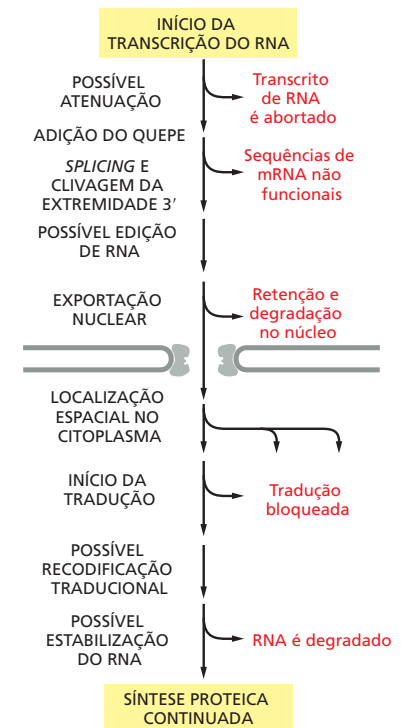 INÍCIO DA
TRANSCRIÇÃO DO RNA
POSSÍVEL
ATENUAÇÃO
Transcrito
de RNA
é abortado
ADIÇÃO DO QUEPE
SPLICING E
CLIVAGEM DA
EXTREMIDADE 3′
Sequências de
mRNA não
funcionais
POSSÍVEL EDIÇÃO
DE RNA
EXPORTAÇÃO
NUCLEAR
Retenção e
degradação
no núcleo
LOCALIZAÇÃO
ESPACIAL NO
CITOPLASMA
INÍCIO DA
TRADUÇÃO
Tradução
bloqueada
POSSÍVEL
RECODIFICAÇÃO
TRADUCIONAL
POSSÍVEL
ESTABILIZAÇÃO
DO RNA
RNA é degradado
SÍNTESE PROTEICA
CONTINUADA